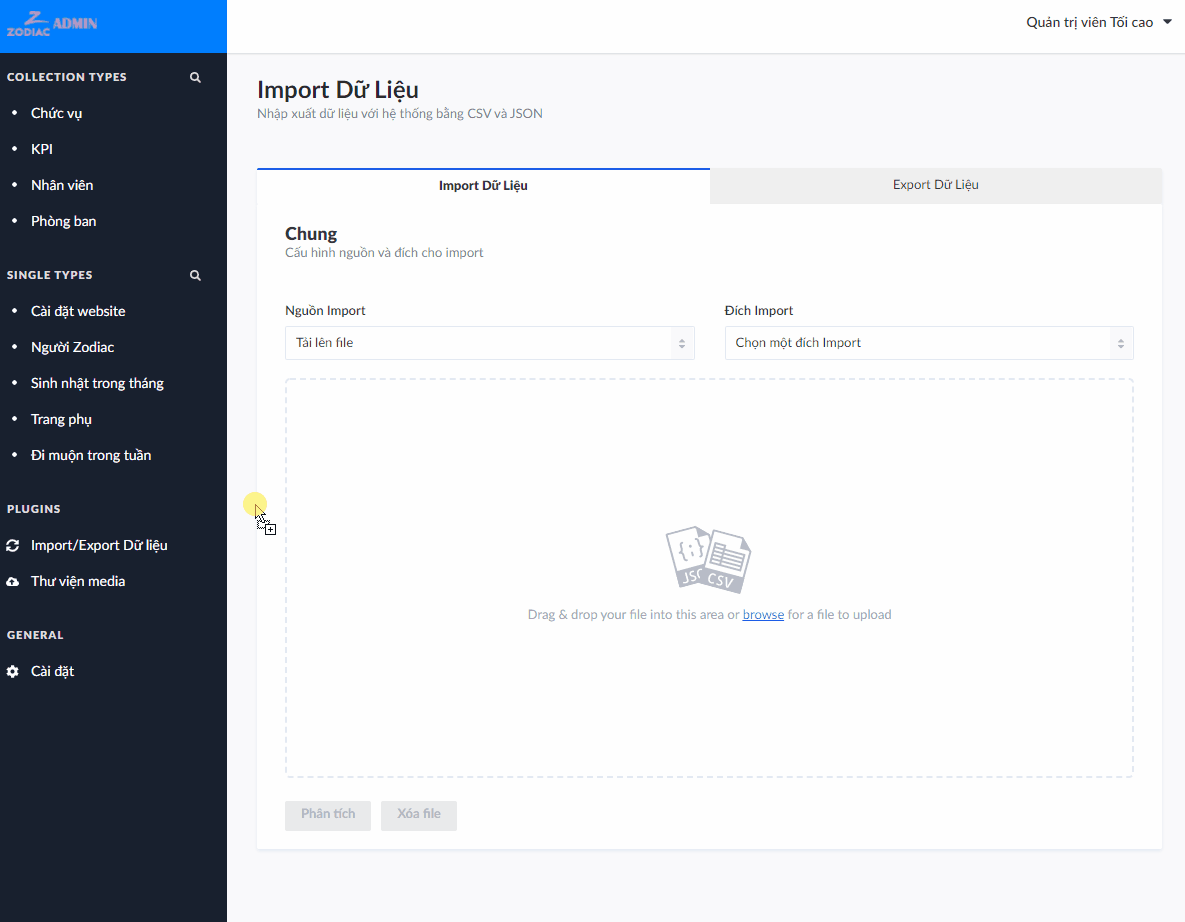 ZODIAC ADMIN
Quản trị viên Tối cao
COLLECTION TYPES
Chức vụ
KPI
Nhân viên
Phòng ban
SINGLE TYPES
Cài đặt website
Người Zodiac
Sinh nhật trong tháng
Trang phụ
Đi muộn trong tuần
PLUGINS
Import/Export Dữ liệu
Thư viện media
GENERAL
Cài đặt
Import Dữ Liệu
Nhập xuất dữ liệu với hệ thống bằng CSV và JSON
Import Dữ Liệu
Export Dữ Liệu
Chung
Cấu hình nguồn và đích cho import
Nguồn Import
Đích Import
Tải lên file
Chọn một đích Import
CSV
Drag & drop your file into this area or browse for a file to upload
Phân tích
Xóa file